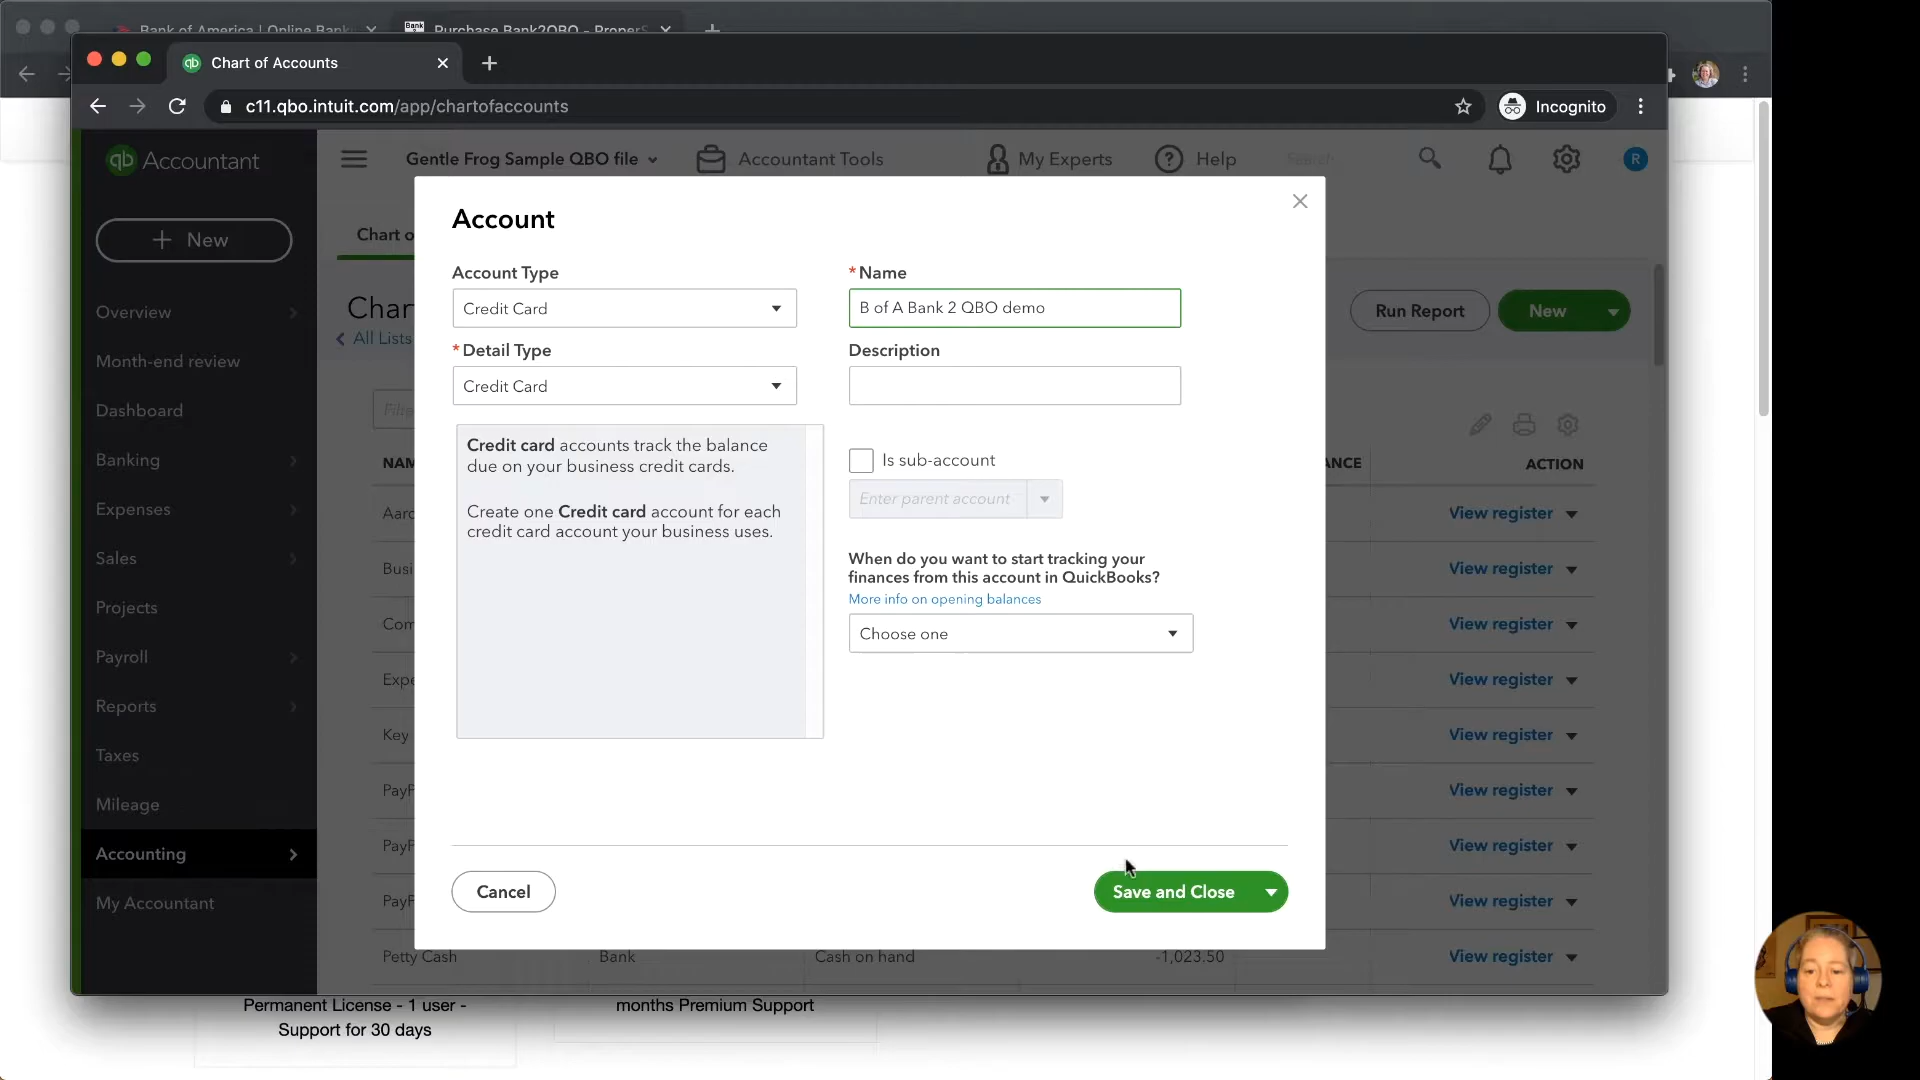 Bank of America | Online Bank
Bank
Purchase Bank2QBO - ProperS
Chart of Accounts
c11.qbo.intuit.com/app/chartofaccounts
Incognito
qb Accountant
Gentle Frog Sample QBO file
Accountant Tools
My Experts
Help
Search
R
+ New
Overview
Month-end review
Dashboard
Banking
Expenses
Sales
Projects
Payroll
Reports
Taxes
Mileage
Accounting
My Accountant
Chart o
Char
All Lists
Run Report
New
NAM
ANCE
ACTION
Aarc
View register
Busi
View register
Com
View register
Expe
View register
Key
View register
PayP
View register
PayP
View register
PayP
View register
Petty Cash
Bank
Cash on hand
-1,023.50
View register
Account
Account Type
Credit Card
* Detail Type
Credit Card
Credit card accounts track the balance
due on your business credit cards.
Create one Credit card account for each
credit card account your business uses.
* Name
B of A Bank 2 QBO demo
Description
Is sub-account
Enter parent account
When do you want to start tracking your
finances from this account in QuickBooks?
More info on opening balances
Choose one
Cancel
Save and Close
Permanent License - 1 user -
Support for 30 days
months Premium Support